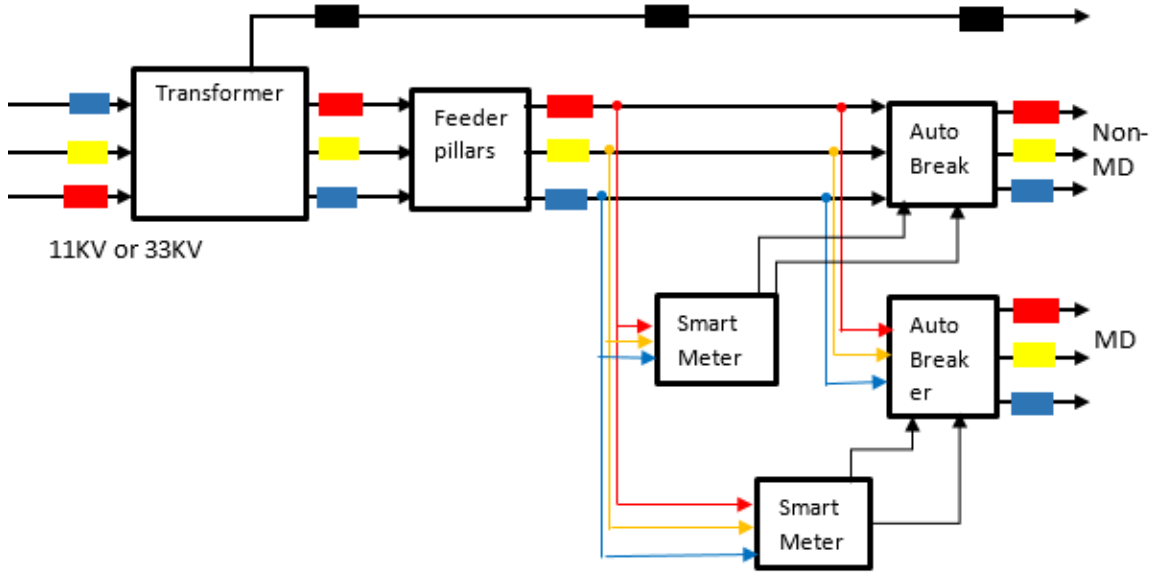 Transformer
Feeder
pillars
Auto
Break
Non-
MD
11KV or 33KV
Smart
Meter
Auto
Break
er
MD
Smart
Meter